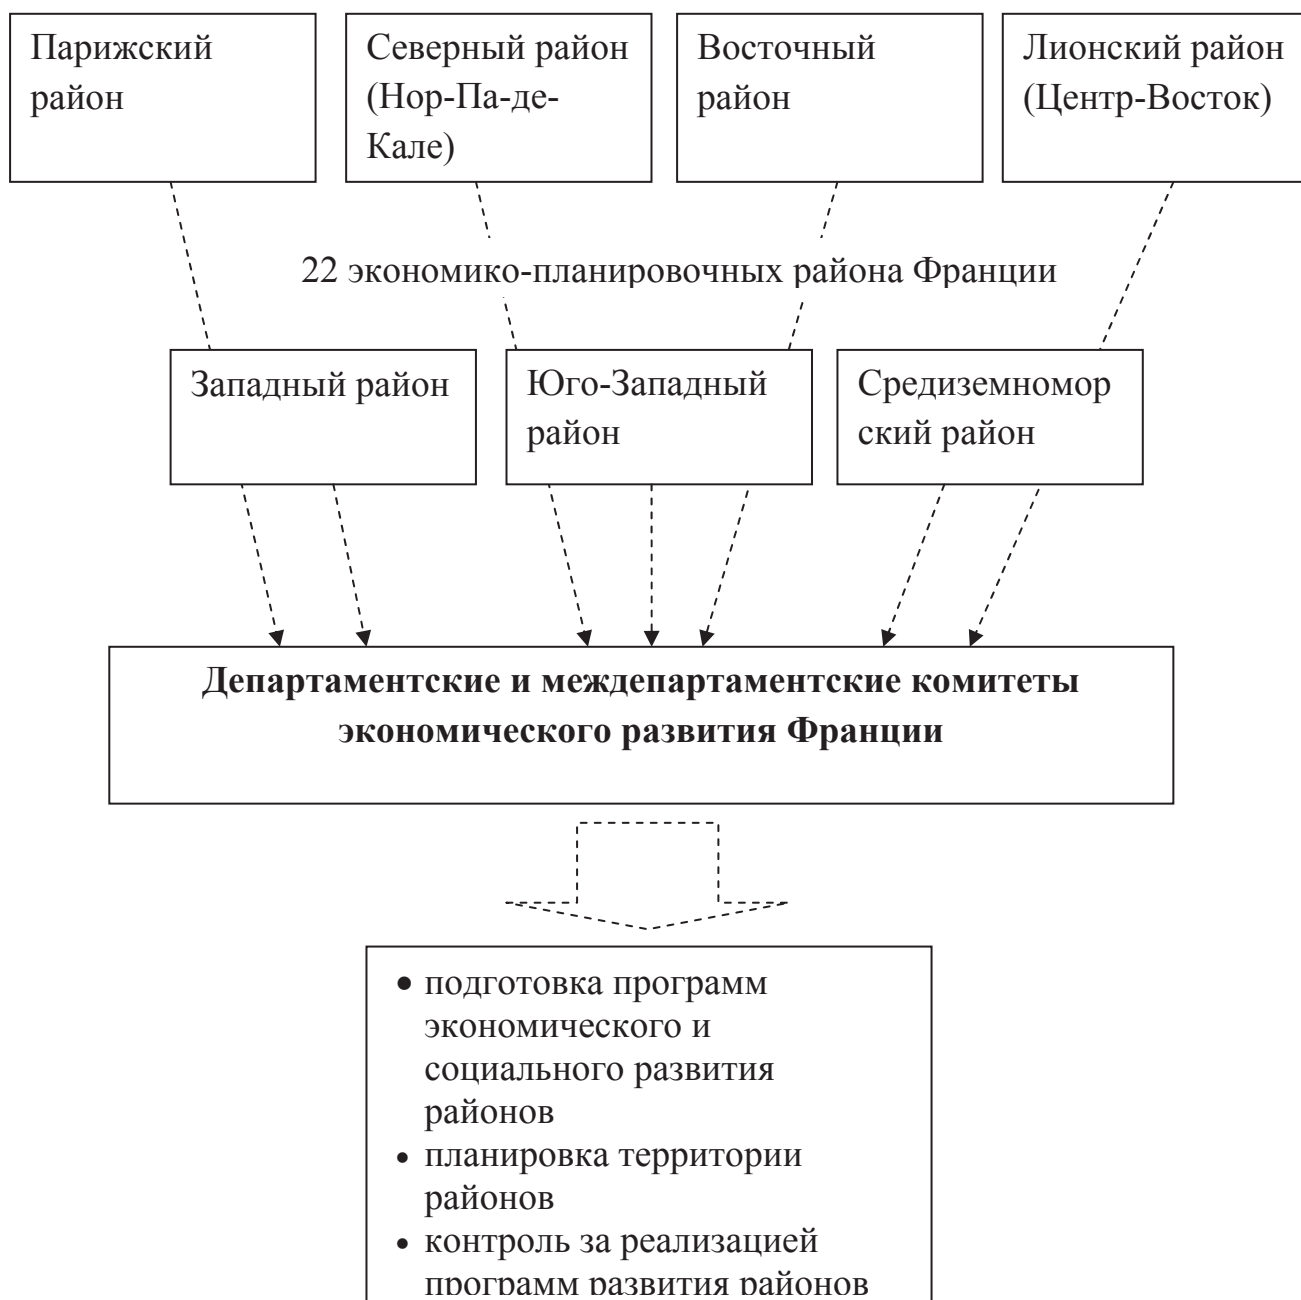 Парижский
район
Северный район
(Нор-Па-де-
Кале)
Восточный
район
Лионский район
(Центр-Восток)
22 экономико-планировочных района Франции
Западный район
Юго-Западный
район
Средиземномор
ский район
Департаментские и междепартаментские комитеты
экономического развития Франции
• подготовка программ
экономического и
социального развития
районов
• планировка территории
районов
• контроль за реализацией
программ развития районов